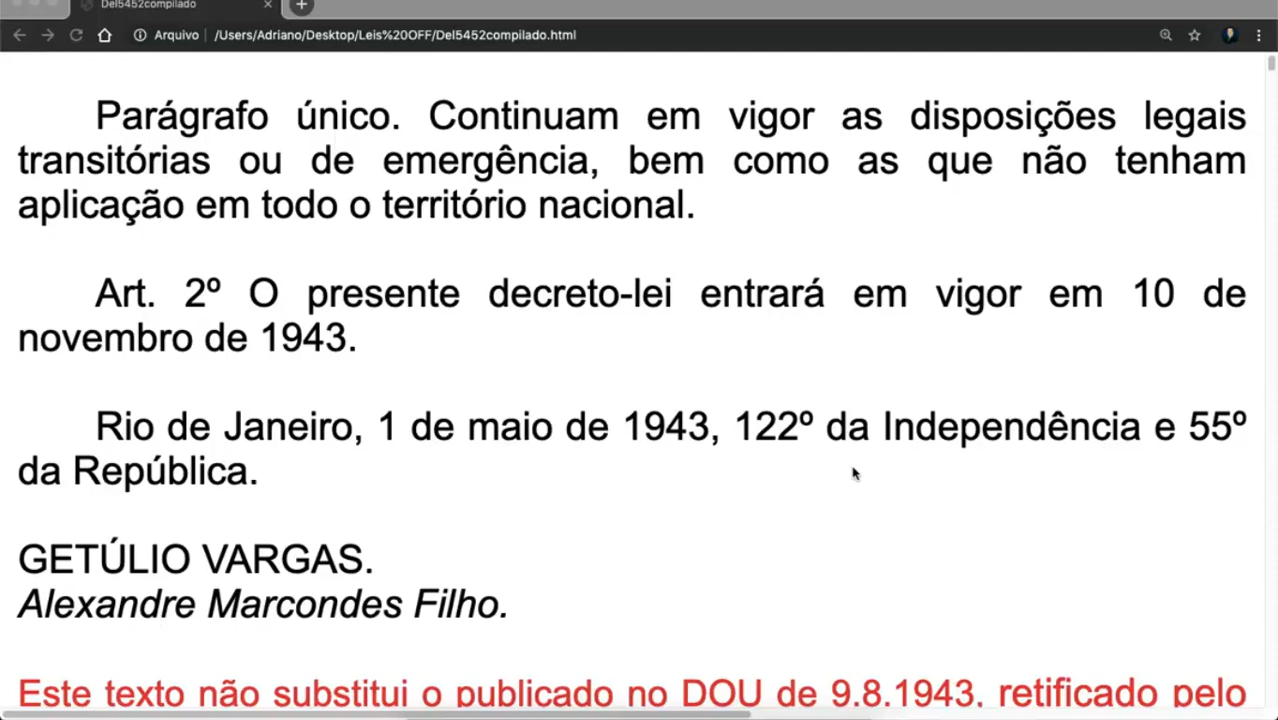 Del5452compilado
Arquivo /Users/Adriano/Desktop/Leis%20OFF/Del5452compilado.html
Parágrafo único. Continuam em vigor as disposições legais
transitórias ou de emergência, bem como as que não tenham
aplicação em todo o território nacional.
Art. 2º O presente decreto-lei entrará em vigor em 10 de
novembro de 1943.
Rio de Janeiro, 1 de maio de 1943, 122º da Independência e 55º
da República.
GETÚLIO VARGAS.
Alexandre Marcondes Filho.
Este texto não substitui o publicado no DOU de 9.8.1943, retificado pelo